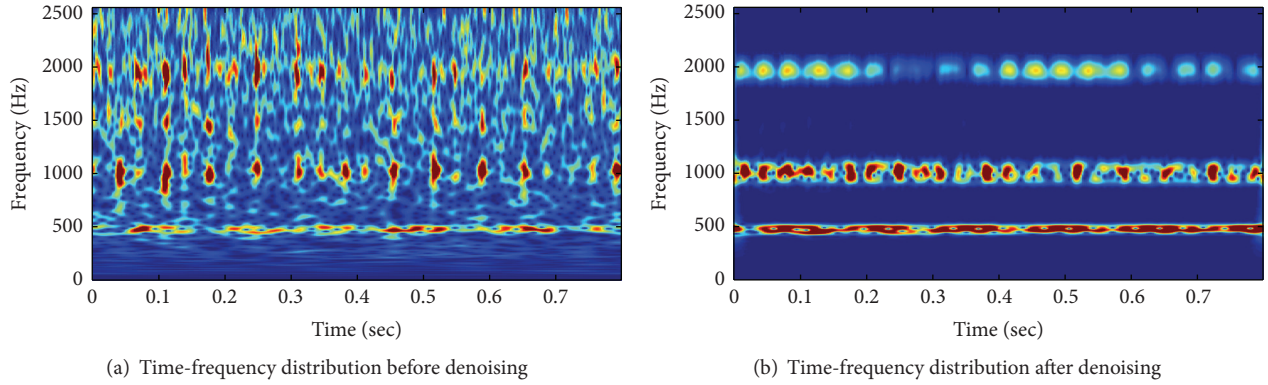 2500
2000
1500
1000
500
0
Frequency (Hz)
0 0.1 0.2 0.3 0.4 0.5 0.6 0.7
Time (sec)
(a) Time-frequency distribution before denoising
2500
2000
1500
1000
500
0
Frequency (Hz)
0 0.1 0.2 0.3 0.4 0.5 0.6 0.7
Time (sec)
(b) Time-frequency distribution after denoising